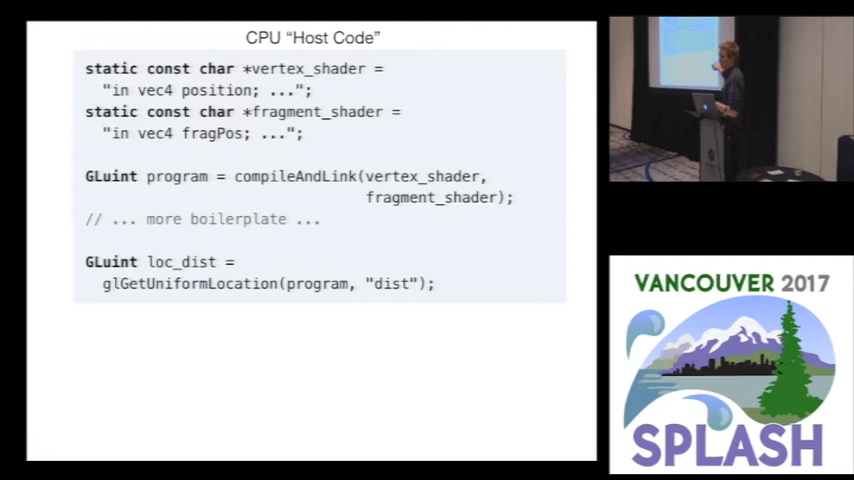 CPU “Host Code”
static const char *vertex_shader =
"in vec4 position; ...";
static const char *fragment_shader =
"in vec4 fragPos; ...";
GLuint program = compileAndLink(vertex_shader,
fragment_shader);
// ... more boilerplate ...
GLuint loc_dist =
glGetUniformLocation(program, "dist");
VANCOUVER 2017
SPLASH